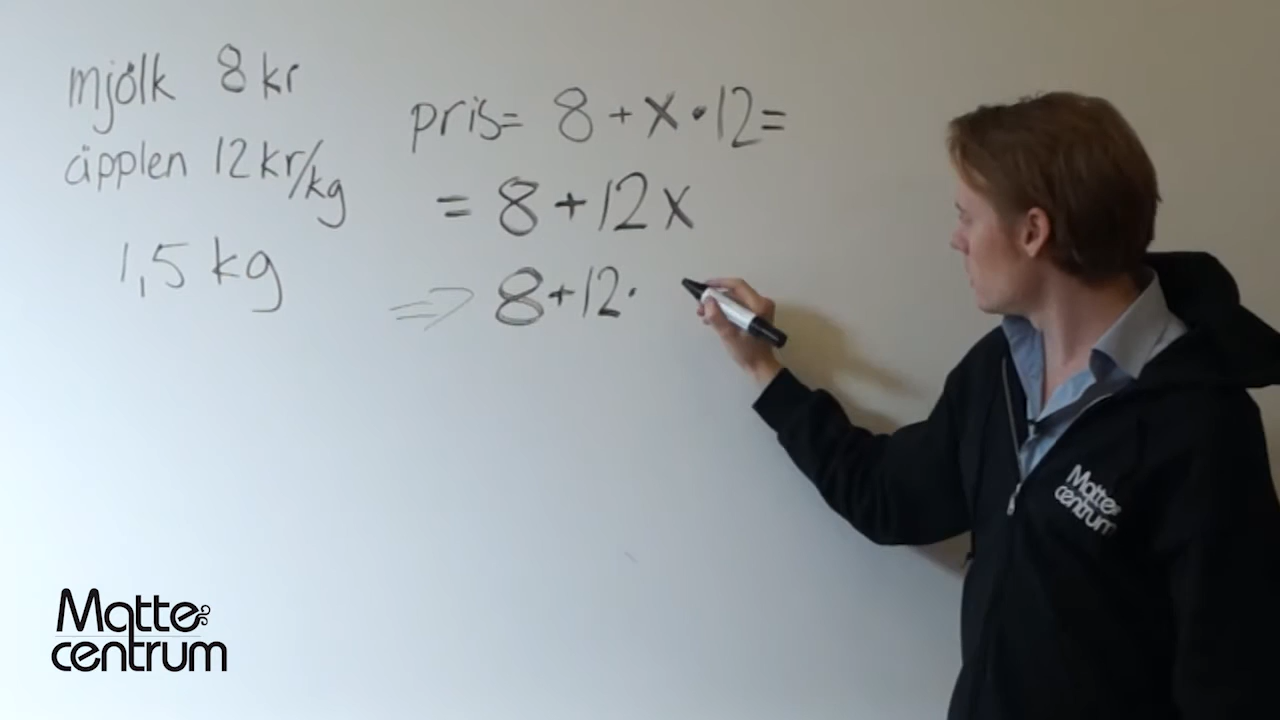 mjölk 8 kr
äpplen 12 kr/kg
1,5 kg
pris = 8 + x · 12 =
= 8 + 12x
=> 8 + 12 ·
Matte
centrum
Matte
centrum